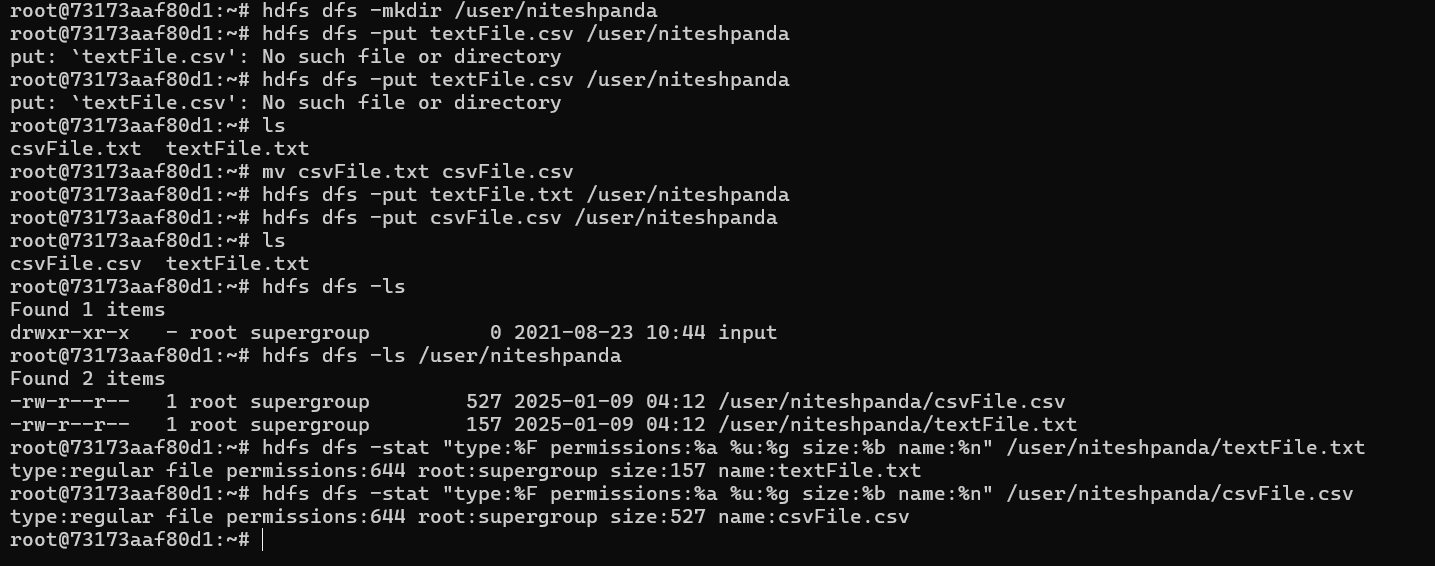 root@73173aaf80d1:~# hdfs dfs -mkdir /user/niteshpanda
root@73173aaf80d1:~# hdfs dfs -put textFile.csv /user/niteshpanda
put: `textFile.csv': No such file or directory
root@73173aaf80d1:~# hdfs dfs -put textFile.csv /user/niteshpanda
put: `textFile.csv': No such file or directory
root@73173aaf80d1:~# ls
csvFile.txt  textFile.txt
root@73173aaf80d1:~# mv csvFile.txt csvFile.csv
root@73173aaf80d1:~# hdfs dfs -put textFile.txt /user/niteshpanda
root@73173aaf80d1:~# hdfs dfs -put csvFile.csv /user/niteshpanda
root@73173aaf80d1:~# ls
csvFile.csv  textFile.txt
root@73173aaf80d1:~# hdfs dfs -ls
Found 1 items
drwxr-xr-x   - root supergroup          0 2021-08-23 10:44 input
root@73173aaf80d1:~# hdfs dfs -ls /user/niteshpanda
Found 2 items
-rw-r--r--   1 root supergroup        527 2025-01-09 04:12 /user/niteshpanda/csvFile.csv
-rw-r--r--   1 root supergroup        157 2025-01-09 04:12 /user/niteshpanda/textFile.txt
root@73173aaf80d1:~# hdfs dfs -stat "type:%F permissions:%a %u:%g size:%b name:%n" /user/niteshpanda/textFile.txt
type:regular file permissions:644 root:supergroup size:157 name:textFile.txt
root@73173aaf80d1:~# hdfs dfs -stat "type:%F permissions:%a %u:%g size:%b name:%n" /user/niteshpanda/csvFile.csv
type:regular file permissions:644 root:supergroup size:527 name:csvFile.csv
root@73173aaf80d1:~#